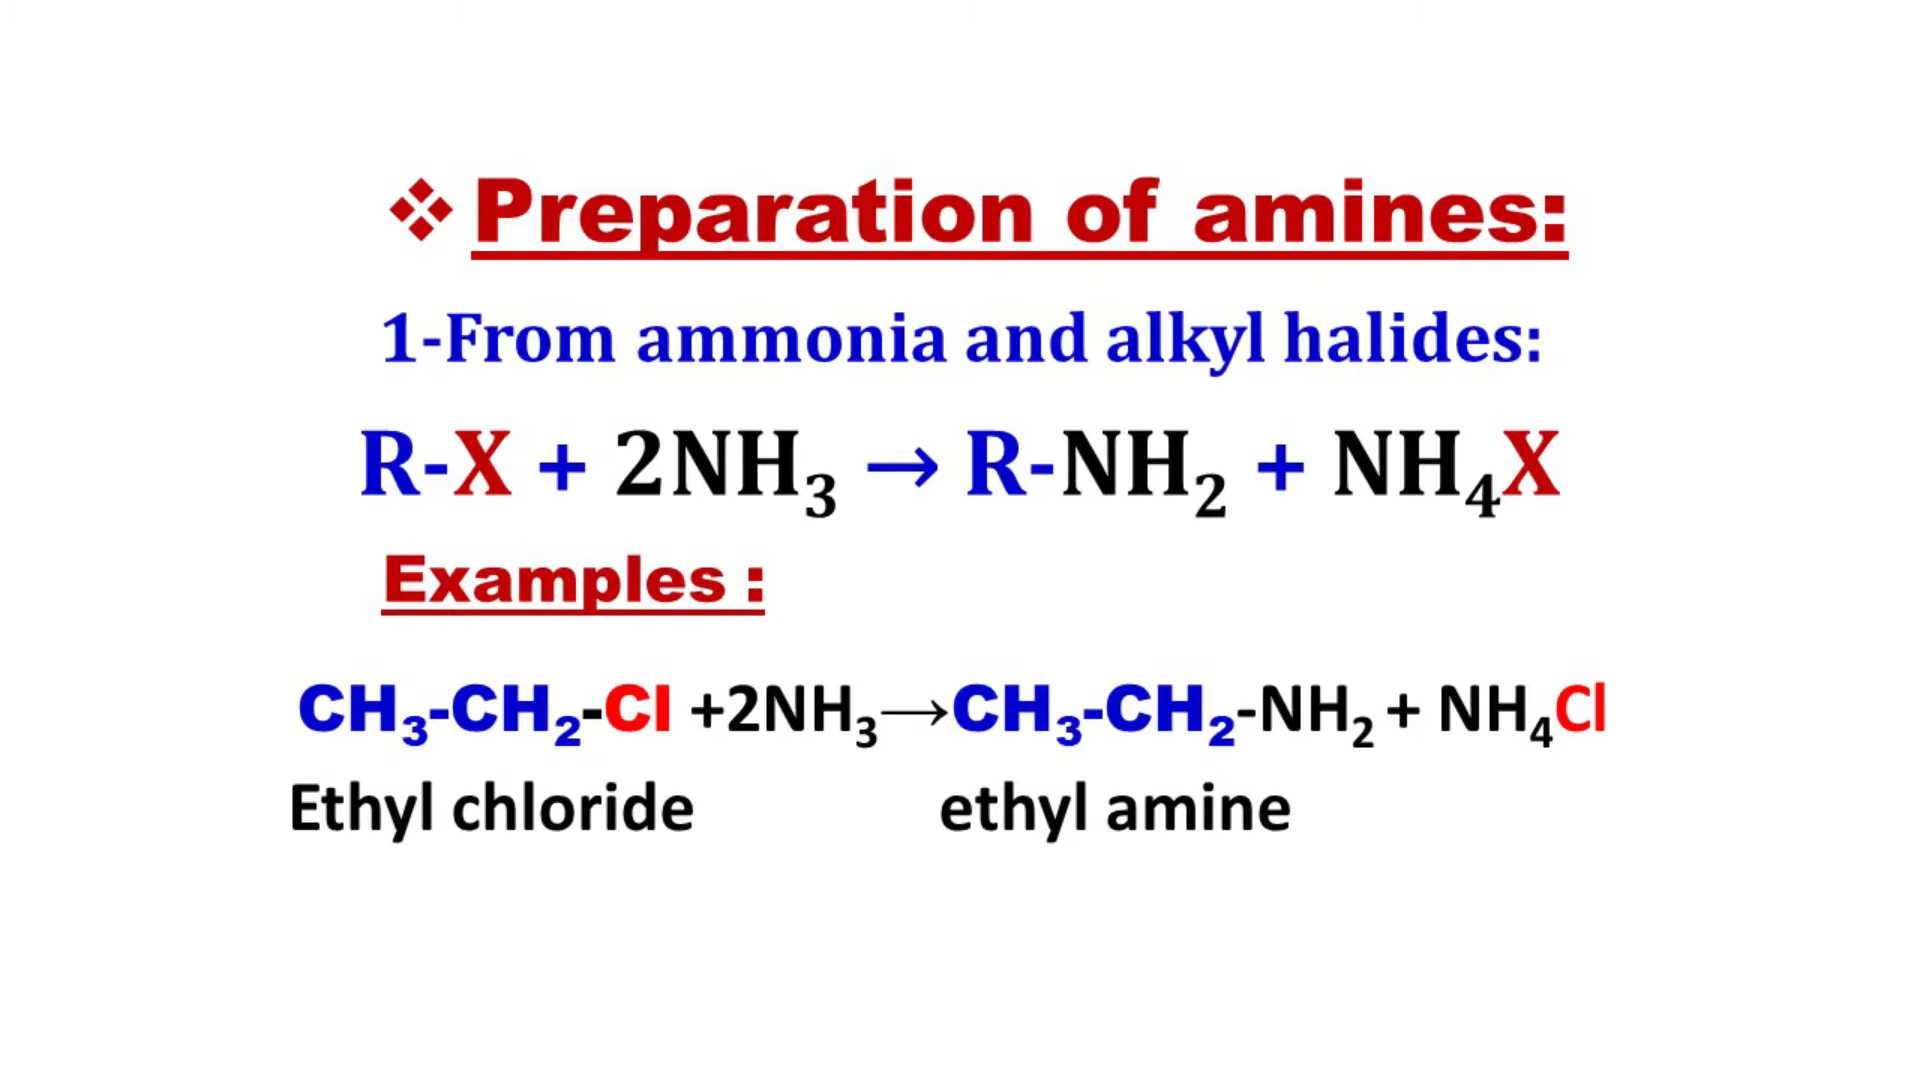 ❖ Preparation of amines:
1-From ammonia and alkyl halides:
R-X + 2NH₃ → R-NH₂ + NH₄X
Examples :
CH₃-CH₂-Cl +2NH₃→CH₃-CH₂-NH₂ + NH₄Cl
Ethyl chloride ethyl amine